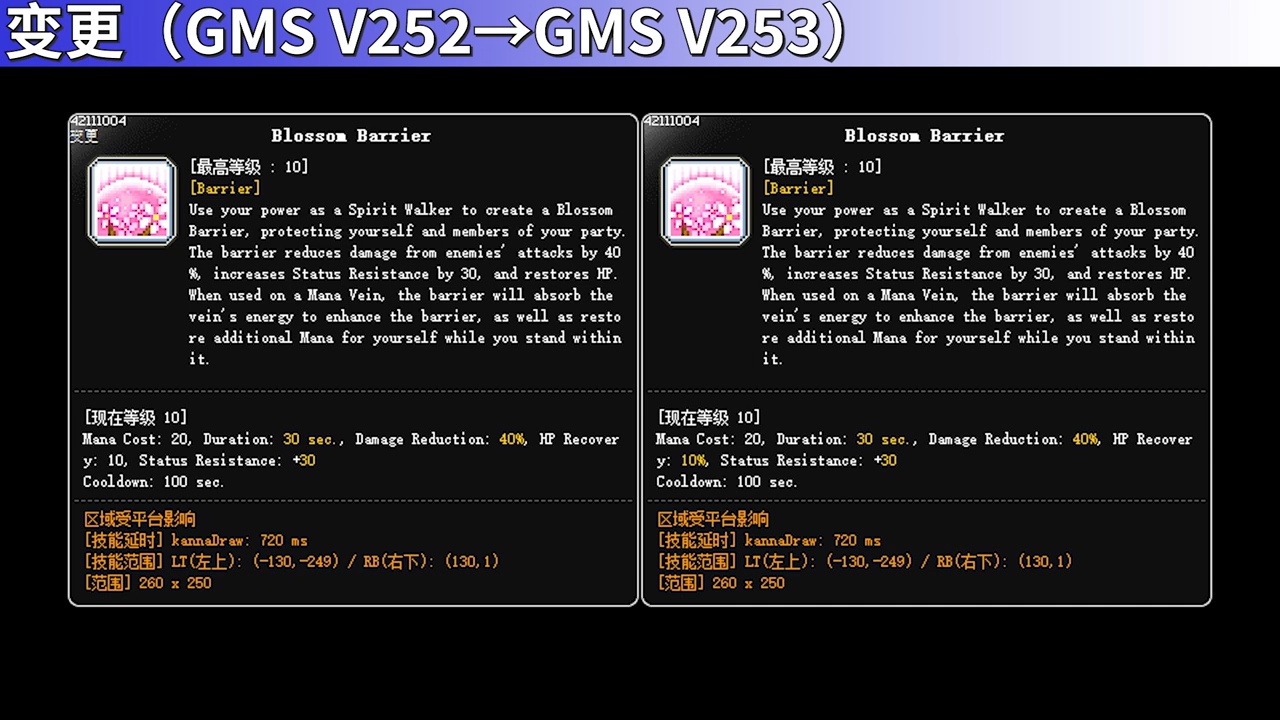 变更（GMS V252→GMS V253）
42111004
变更
Blossom Barrier
[最高等级 : 10]
[Barrier]
Use your power as a Spirit Walker to create a Blossom
Barrier, protecting yourself and members of your party.
The barrier reduces damage from enemies' attacks by 40
%, increases Status Resistance by 30, and restores HP.
When used on a Mana Vein, the barrier will absorb the
vein's energy to enhance the barrier, as well as resto
re additional Mana for yourself while you stand within
it.
[现在等级 10]
Mana Cost: 20, Duration: 30 sec., Damage Reduction: 40%, HP Recover
y: 10, Status Resistance: +30
Cooldown: 100 sec.
区域受平台影响
[技能延时] kannaDraw: 720 ms
[技能范围] LT(左上): (-130,-249) / RB(右下): (130,1)
[范围] 260 x 250
42111004
Blossom Barrier
[最高等级 : 10]
[Barrier]
Use your power as a Spirit Walker to create a Blossom
Barrier, protecting yourself and members of your party.
The barrier reduces damage from enemies' attacks by 40
%, increases Status Resistance by 30, and restores HP.
When used on a Mana Vein, the barrier will absorb the
vein's energy to enhance the barrier, as well as resto
re additional Mana for yourself while you stand within
it.
[现在等级 10]
Mana Cost: 20, Duration: 30 sec., Damage Reduction: 40%, HP Recover
y: 10%, Status Resistance: +30
Cooldown: 100 sec.
区域受平台影响
[技能延时] kannaDraw: 720 ms
[技能范围] LT(左上): (-130,-249) / RB(右下): (130,1)
[范围] 260 x 250